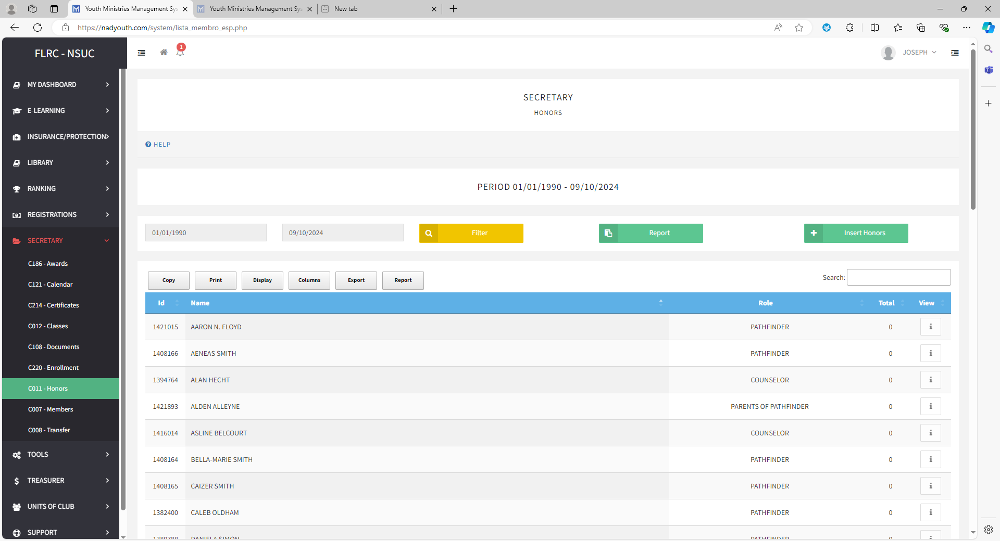 Youth Ministries Management Sys
Youth Ministries Management Sys
New tab
https://nadyouth.com/system/lista_membro_esp.php
FLRC - NSUC
1
JOSEPH
MY DASHBOARD
E-LEARNING
INSURANCE/PROTECTION
LIBRARY
RANKING
REGISTRATIONS
SECRETARY
C186 - Awards
C121 - Calendar
C214 - Certificates
C012 - Classes
C108 - Documents
C220 - Enrollment
C011 - Honors
C007 - Members
C008 - Transfer
TOOLS
TREASURER
UNITS OF CLUB
SUPPORT
SECRETARY
HONORS
HELP
PERIOD 01/01/1990 - 09/10/2024
01/01/1990 09/10/2024 Filter Report Insert Honors
Copy Print Display Columns Export Report Search:
Id Name Role Total View
1421015 AARON N. FLOYD PATHFINDER 0
1408166 AENEAS SMITH PATHFINDER 0
1394764 ALAN HECHT COUNSELOR 0
1421893 ALDEN ALLEYNE PARENTS OF PATHFINDER 0
1416014 ASLINE BELCOURT COUNSELOR 0
1408164 BELLA-MARIE SMITH PATHFINDER 0
1408165 CAIZER SMITH PATHFINDER 0
1382400 CALEB OLDHAM PATHFINDER 0
1389788 DANIELA SIMON PATHFINDER 0